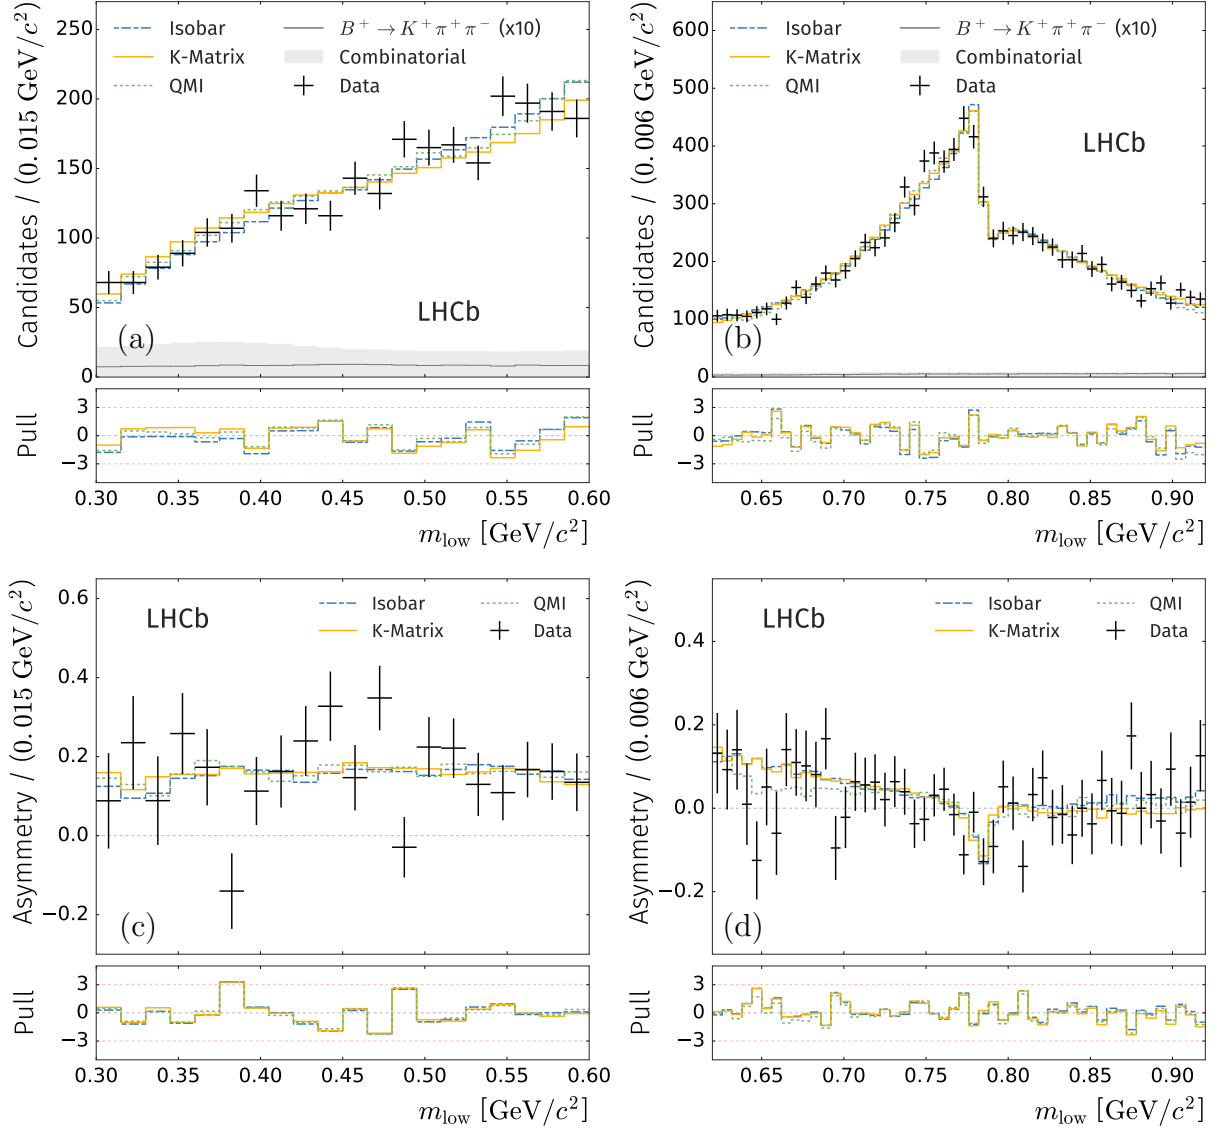 Candidates / (0.015 GeV/c²)
250
200
150
100
50
0
Isobar
K-Matrix
QMI
B⁺ → K⁺π⁺π⁻ (x10)
Combinatorial
Data
LHCb
(a)
Pull
3
0
−3
0.30 0.35 0.40 0.45 0.50 0.55 0.60
m_low [GeV/c²]
Candidates / (0.006 GeV/c²)
600
500
400
300
200
100
0
Isobar
K-Matrix
QMI
B⁺ → K⁺π⁺π⁻ (x10)
Combinatorial
Data
LHCb
(b)
Pull
3
0
−3
0.65 0.70 0.75 0.80 0.85 0.90
m_low [GeV/c²]
Asymmetry / (0.015 GeV/c²)
0.6
0.4
0.2
0.0
−0.2
LHCb
Isobar
K-Matrix
QMI
Data
(c)
Pull
3
0
−3
0.30 0.35 0.40 0.45 0.50 0.55 0.60
m_low [GeV/c²]
Asymmetry / (0.006 GeV/c²)
0.4
0.2
0.0
−0.2
LHCb
Isobar
K-Matrix
QMI
Data
(d)
Pull
3
0
−3
0.65 0.70 0.75 0.80 0.85 0.90
m_low [GeV/c²]